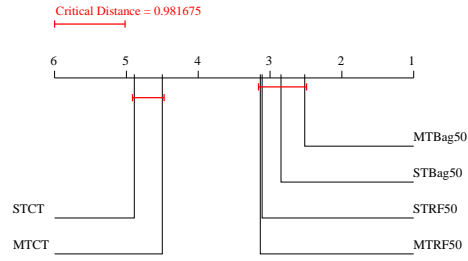 Critical Distance = 0.981675
6 5 4 3 2 1
MTBag50
STBag50
STCT STRF50
MTCT MTRF50